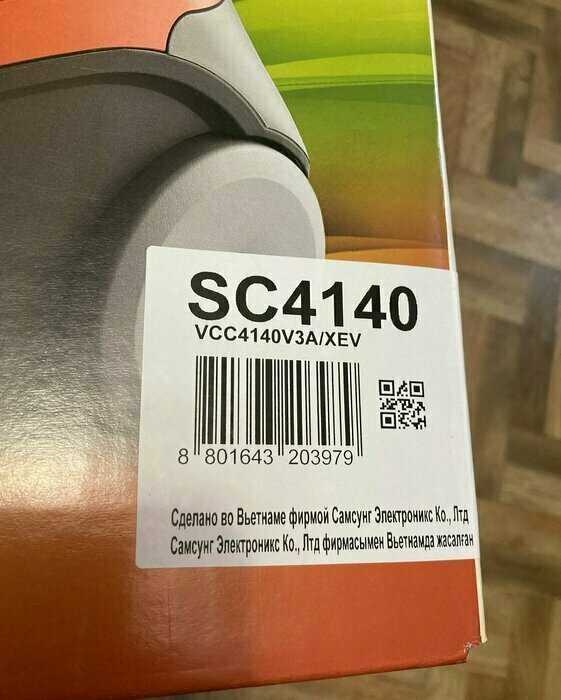 SC4140
VCC4140V3A/XEV
8 801643 203979
Сделано во Вьетнаме фирмой Самсунг Электроникс Ко., Лтд
Самсунг Электроникс Ко., Лтд фирмасымен Вьетнамда жасалған